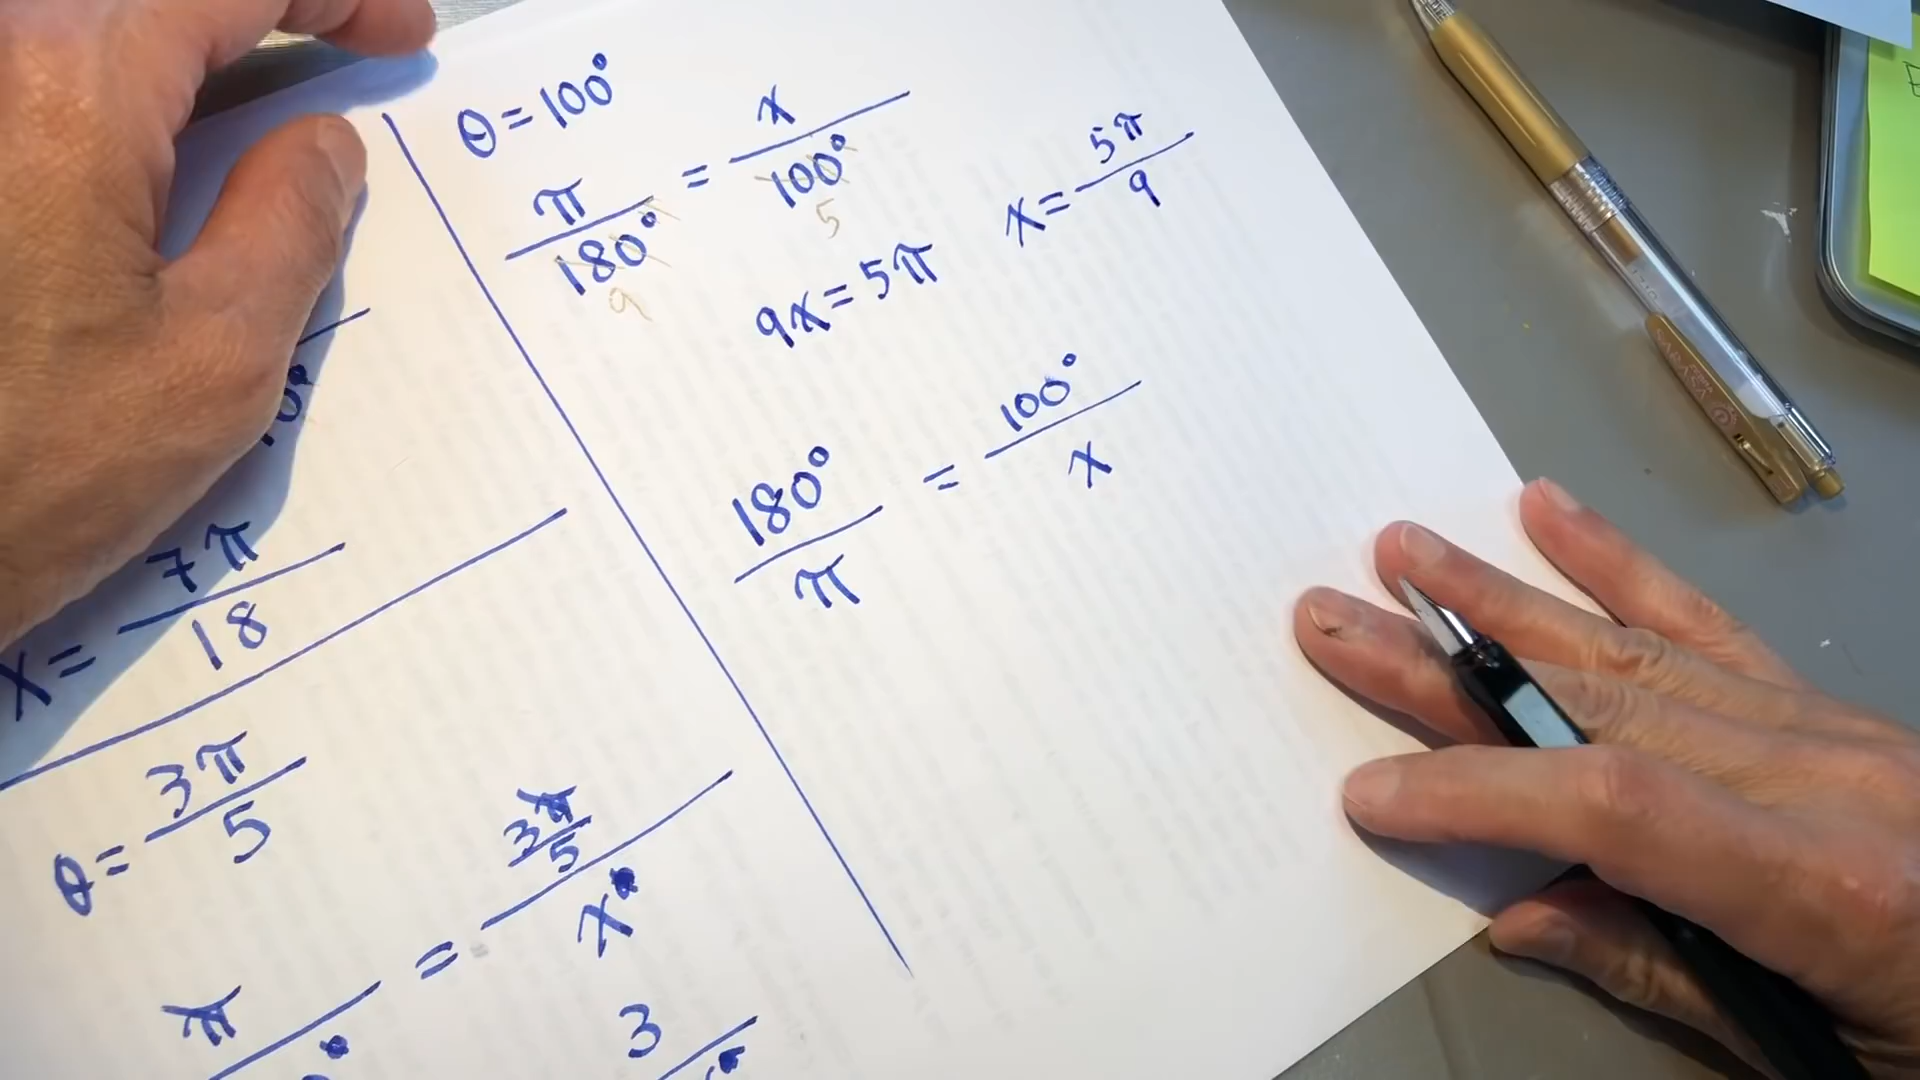 θ = 100°
π/180° = x/100°
9
5
9x = 5π
x = 5π/9
180°/π = 100°/x
x = 7π/18
θ = 3π/5
π = 3π/5 / x°
3